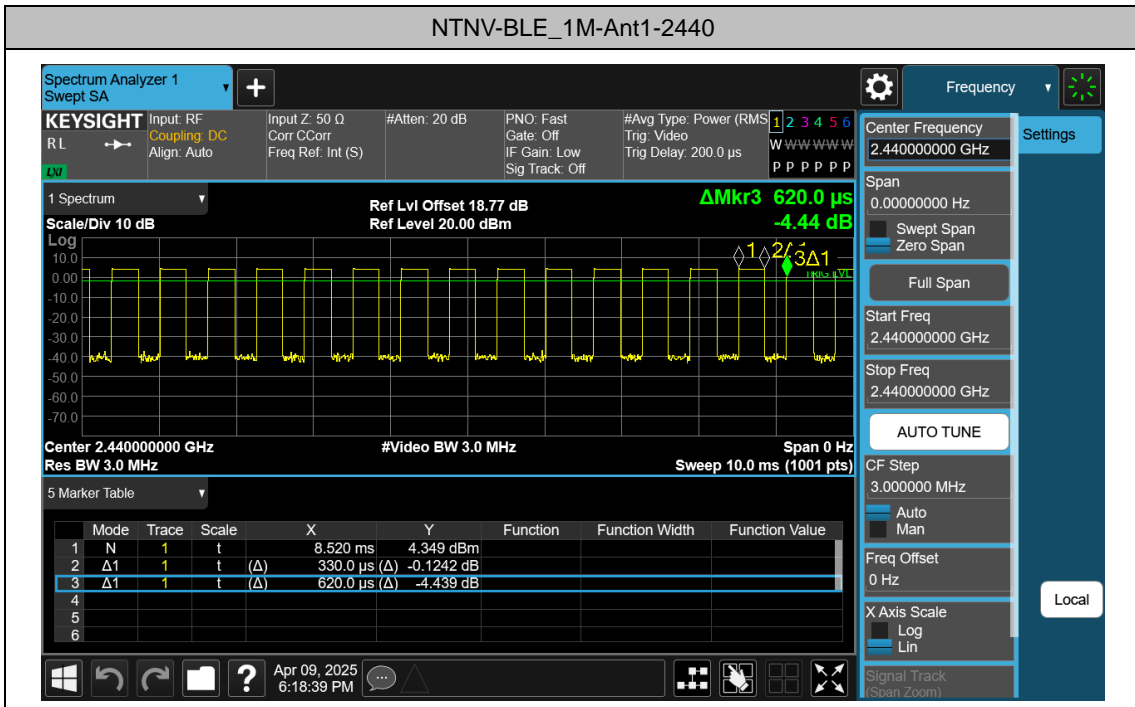 NTNV-BLE_1M-Ant1-2440
Spectrum Analyzer 1
Swept SA
Frequency
KEYSIGHT
RL
LXI
Input: RF
Coupling: DC
Align: Auto
Input Z: 50 Ω
Corr CCorr
Freq Ref: Int (S)
#Atten: 20 dB
PNO: Fast
Gate: Off
IF Gain: Low
Sig Track: Off
#Avg Type: Power (RMS
Trig: Video
Trig Delay: 200.0 µs
1 2 3 4 5 6
W W W W W W
P P P P P P
1 Spectrum
Scale/Div 10 dB
Ref Lvl Offset 18.77 dB
Ref Level 20.00 dBm
ΔMkr3 620.0 µs
-4.44 dB
Log
10.0
0.00
-10.0
-20.0
-30.0
-40.0
-50.0
-60.0
-70.0
1
3Δ1
TRIG LVL
Center 2.440000000 GHz
Res BW 3.0 MHz
#Video BW 3.0 MHz
Span 0 Hz
Sweep 10.0 ms (1001 pts)
5 Marker Table
Mode Trace Scale X Y Function Function Width Function Value
1 N 1 t 8.520 ms 4.349 dBm
2 Δ1 1 t (Δ) 330.0 µs (Δ) -0.1242 dB
3 Δ1 1 t (Δ) 620.0 µs (Δ) -4.439 dB
4
5
6
Center Frequency
2.440000000 GHz
Settings
Span
0.00000000 Hz
Swept Span
Zero Span
Full Span
Start Freq
2.440000000 GHz
Stop Freq
2.440000000 GHz
AUTO TUNE
CF Step
3.000000 MHz
Auto
Man
Freq Offset
0 Hz
X Axis Scale
Log
Lin
Local
Signal Track
(Span Zoom)
?
Apr 09, 2025
6:18:39 PM